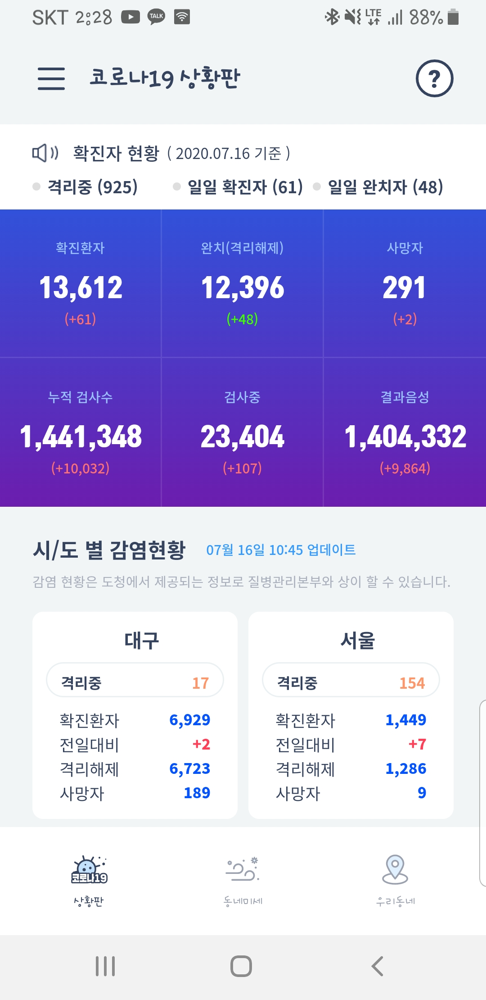 SKT 2:28 TALK LTE 88%
코로나19 상황판 ?
확진자 현황 ( 2020.07.16 기준 )
격리중 (925) 일일 확진자 (61) 일일 완치자 (48)
확진환자 완치(격리해제) 사망자
13,612 12,396 291
(+61) (+48) (+2)
누적 검사수 검사중 결과음성
1,441,348 23,404 1,404,332
(+10,032) (+107) (+9,864)
시/도 별 감염현황 07월 16일 10:45 업데이트
감염 현황은 도청에서 제공되는 정보로 질병관리본부와 상이 할 수 있습니다.
대구 서울
격리중 17 격리중 154
확진환자 6,929 확진환자 1,449
전일대비 +2 전일대비 +7
격리해제 6,723 격리해제 1,286
사망자 189 사망자 9
코로나19
상황판 동네미세 우리동네